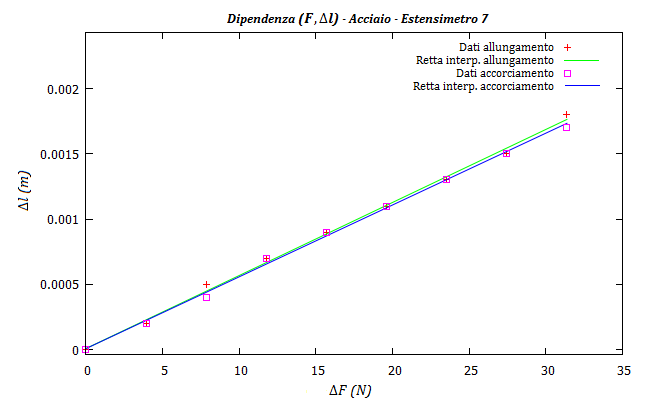 Dipendenza (F, Δl) - Acciaio - Estensimetro 7
Dati allungamento
Retta interp. allungamento
Dati accorciamento
Retta interp. accorciamento
0.002
0.0015
0.001
0.0005
0
Δl (m)
0 5 10 15 20 25 30 35
ΔF (N)